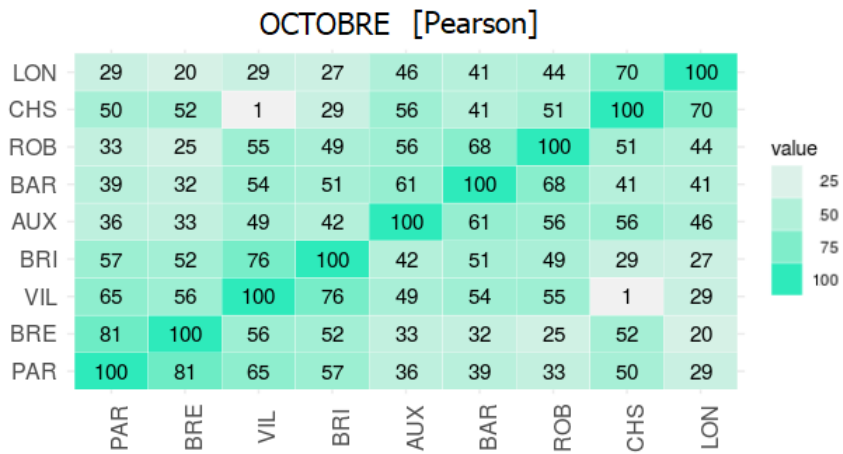 OCTOBRE [Pearson]
LON 29 20 29 27 46 41 44 70 100
CHS 50 52 1 29 56 41 51 100 70
ROB 33 25 55 49 56 68 100 51 44
BAR 39 32 54 51 61 100 68 41 41
AUX 36 33 49 42 100 61 56 56 46
BRI 57 52 76 100 42 51 49 29 27
VIL 65 56 100 76 49 54 55 1 29
BRE 81 100 56 52 33 32 25 52 20
PAR 100 81 65 57 36 39 33 50 29
PAR BRE VIL BRI AUX BAR ROB CHS LON
value
25
50
75
100